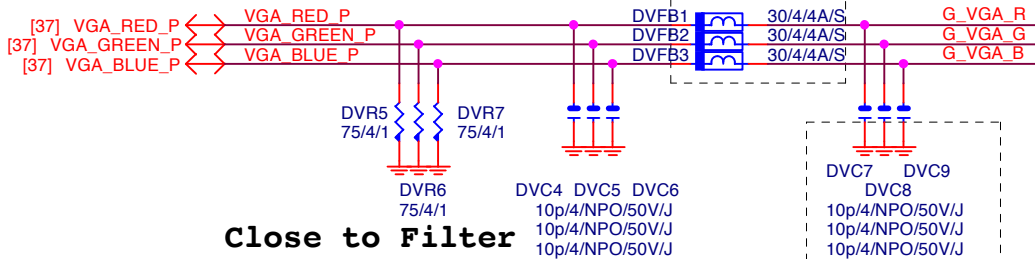 [37] VGA_RED_P VGA_RED_P DVFB1 30/4/4A/S G_VGA_R
[37] VGA_GREEN_P VGA_GREEN_P DVFB2 30/4/4A/S G_VGA_G
[37] VGA_BLUE_P VGA_BLUE_P DVFB3 30/4/4A/S G_VGA_B
DVR5 DVR7
75/4/1 75/4/1
DVC7 DVC9
DVR6 DVC4 DVC5 DVC6 DVC8
75/4/1 10p/4/NPO/50V/J 10p/4/NPO/50V/J
10p/4/NPO/50V/J 10p/4/NPO/50V/J
Close to Filter 10p/4/NPO/50V/J 10p/4/NPO/50V/J